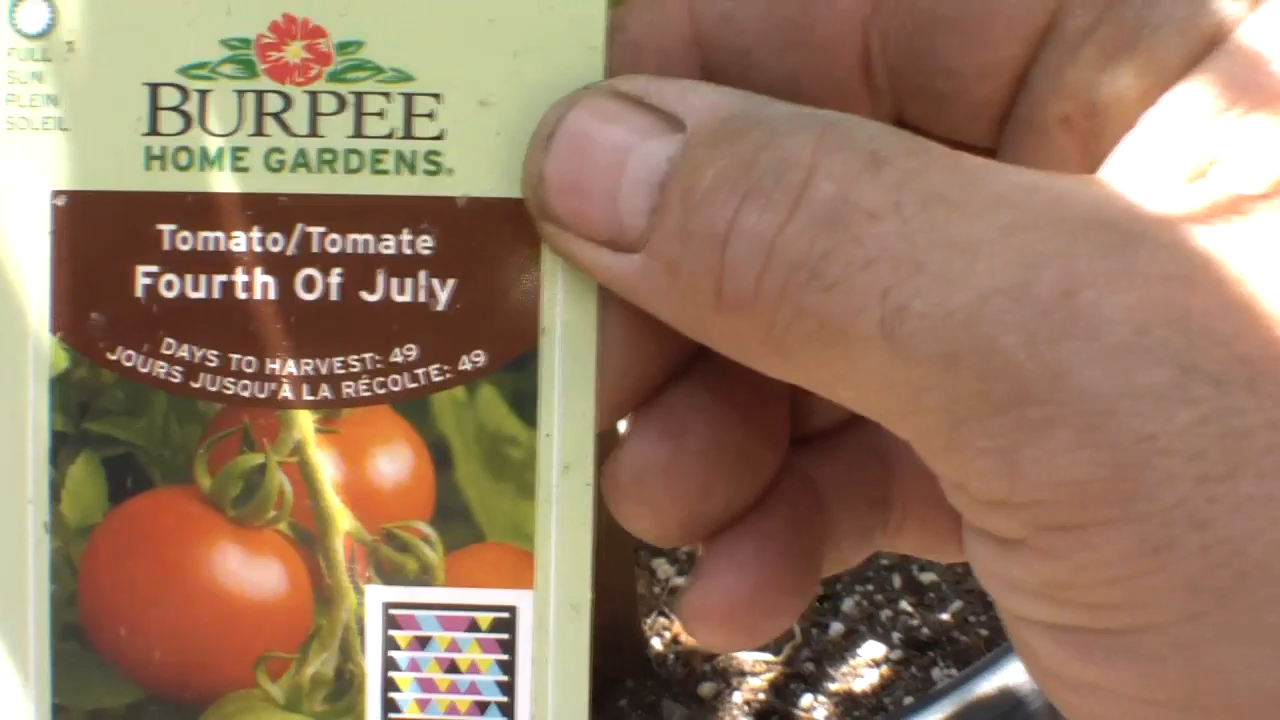 FULL
SUN
PLEIN
SOLEIL
BURPEE
HOME GARDENS.
Tomato/Tomate
Fourth Of July
DAYS TO HARVEST: 49
JOURS JUSQU'À LA RÉCOLTE: 49